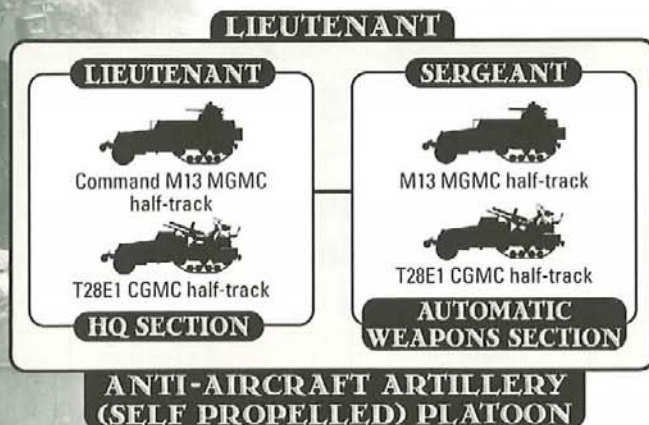 LIEUTENANT
LIEUTENANT
Command M13 MGMC
half-track
T28E1 CGMC half-track
HQ SECTION
SERGEANT
M13 MGMC half-track
T28E1 CGMC half-track
AUTOMATIC
WEAPONS SECTION
ANTI-AIRCRAFT ARTILLERY
(SELF PROPELLED) PLATOON